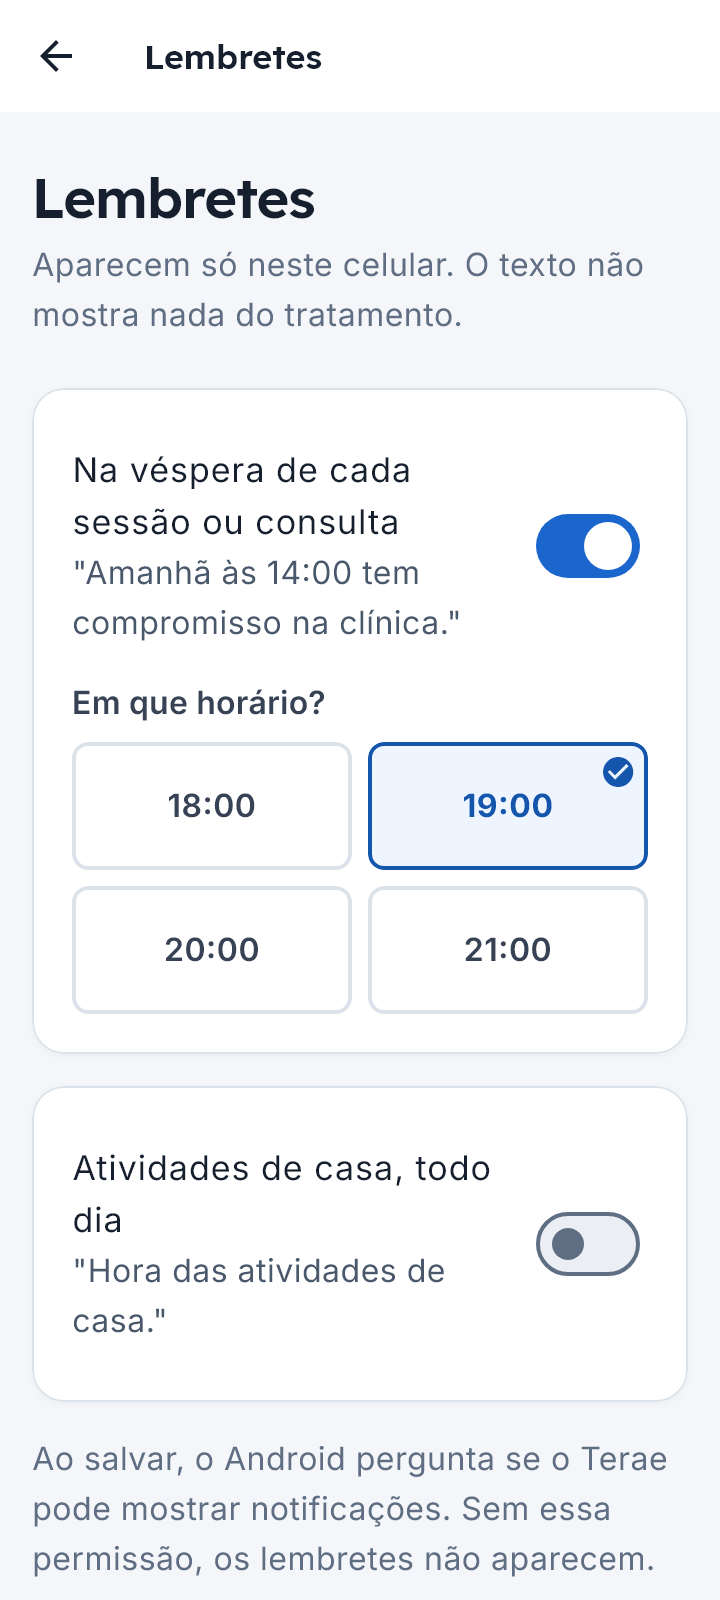 Lembretes
Lembretes
Aparecem só neste celular. O texto não
mostra nada do tratamento.
Na véspera de cada
sessão ou consulta
"Amanhã às 14:00 tem
compromisso na clínica."
Em que horário?
18:00
19:00
20:00
21:00
Atividades de casa, todo
dia
"Hora das atividades de
casa."
Ao salvar, o Android pergunta se o Terae
pode mostrar notificações. Sem essa
permissão, os lembretes não aparecem.